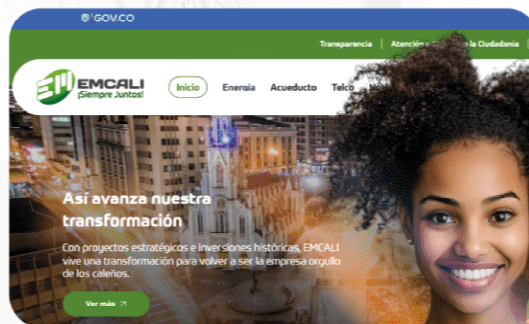 GOV.CO
Transparencia
Atención
la Ciudadanía
EMCALI
¡Siempre Juntos!
Inicio
Energía
Acueducto
Telco
Así avanza nuestra
transformación
Con proyectos estratégicos e inversiones históricas, EMCALI
vive una transformación para volver a ser la empresa orgullo
de los caleños.
Ver más